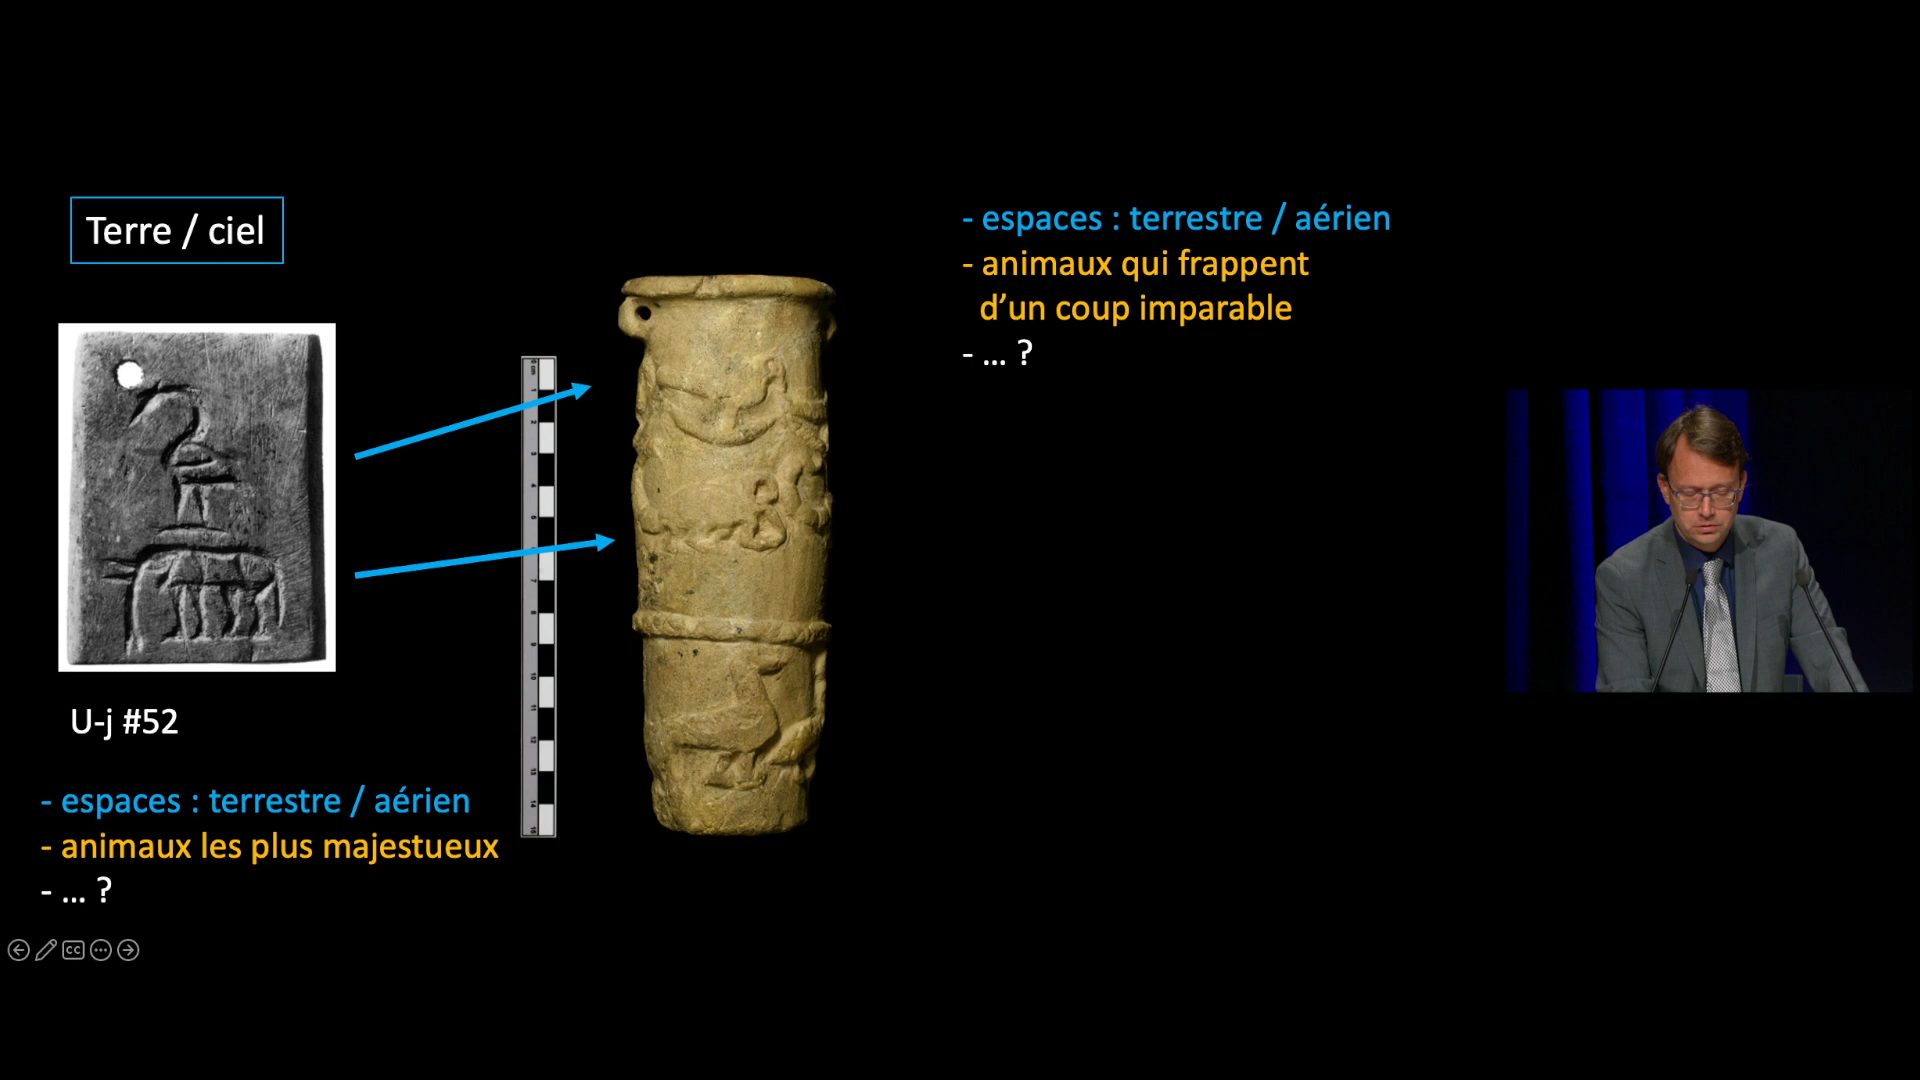 Terre / ciel
U-j #52
- espaces : terrestre / aérien
- animaux les plus majestueux
- ... ?
- espaces : terrestre / aérien
- animaux qui frappent
d’un coup imparable
- ... ?